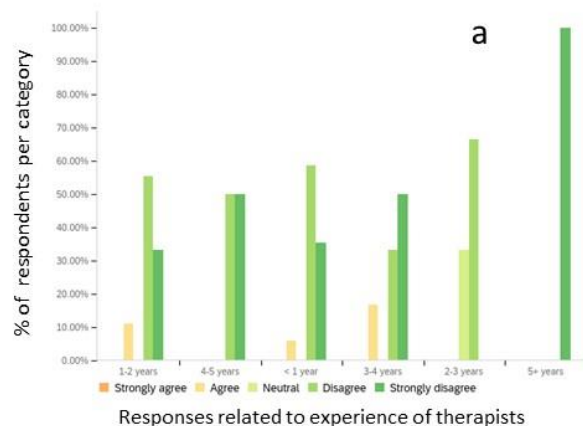 a
% of respondents per category
100.00%
90.00%
80.00%
70.00%
60.00%
50.00%
40.00%
30.00%
20.00%
10.00%
0.00%
1-2 years 4-5 years < 1 year 3-4 years 2-3 years 5+ years
Strongly agree Agree Neutral Disagree Strongly disagree
Responses related to experience of therapists